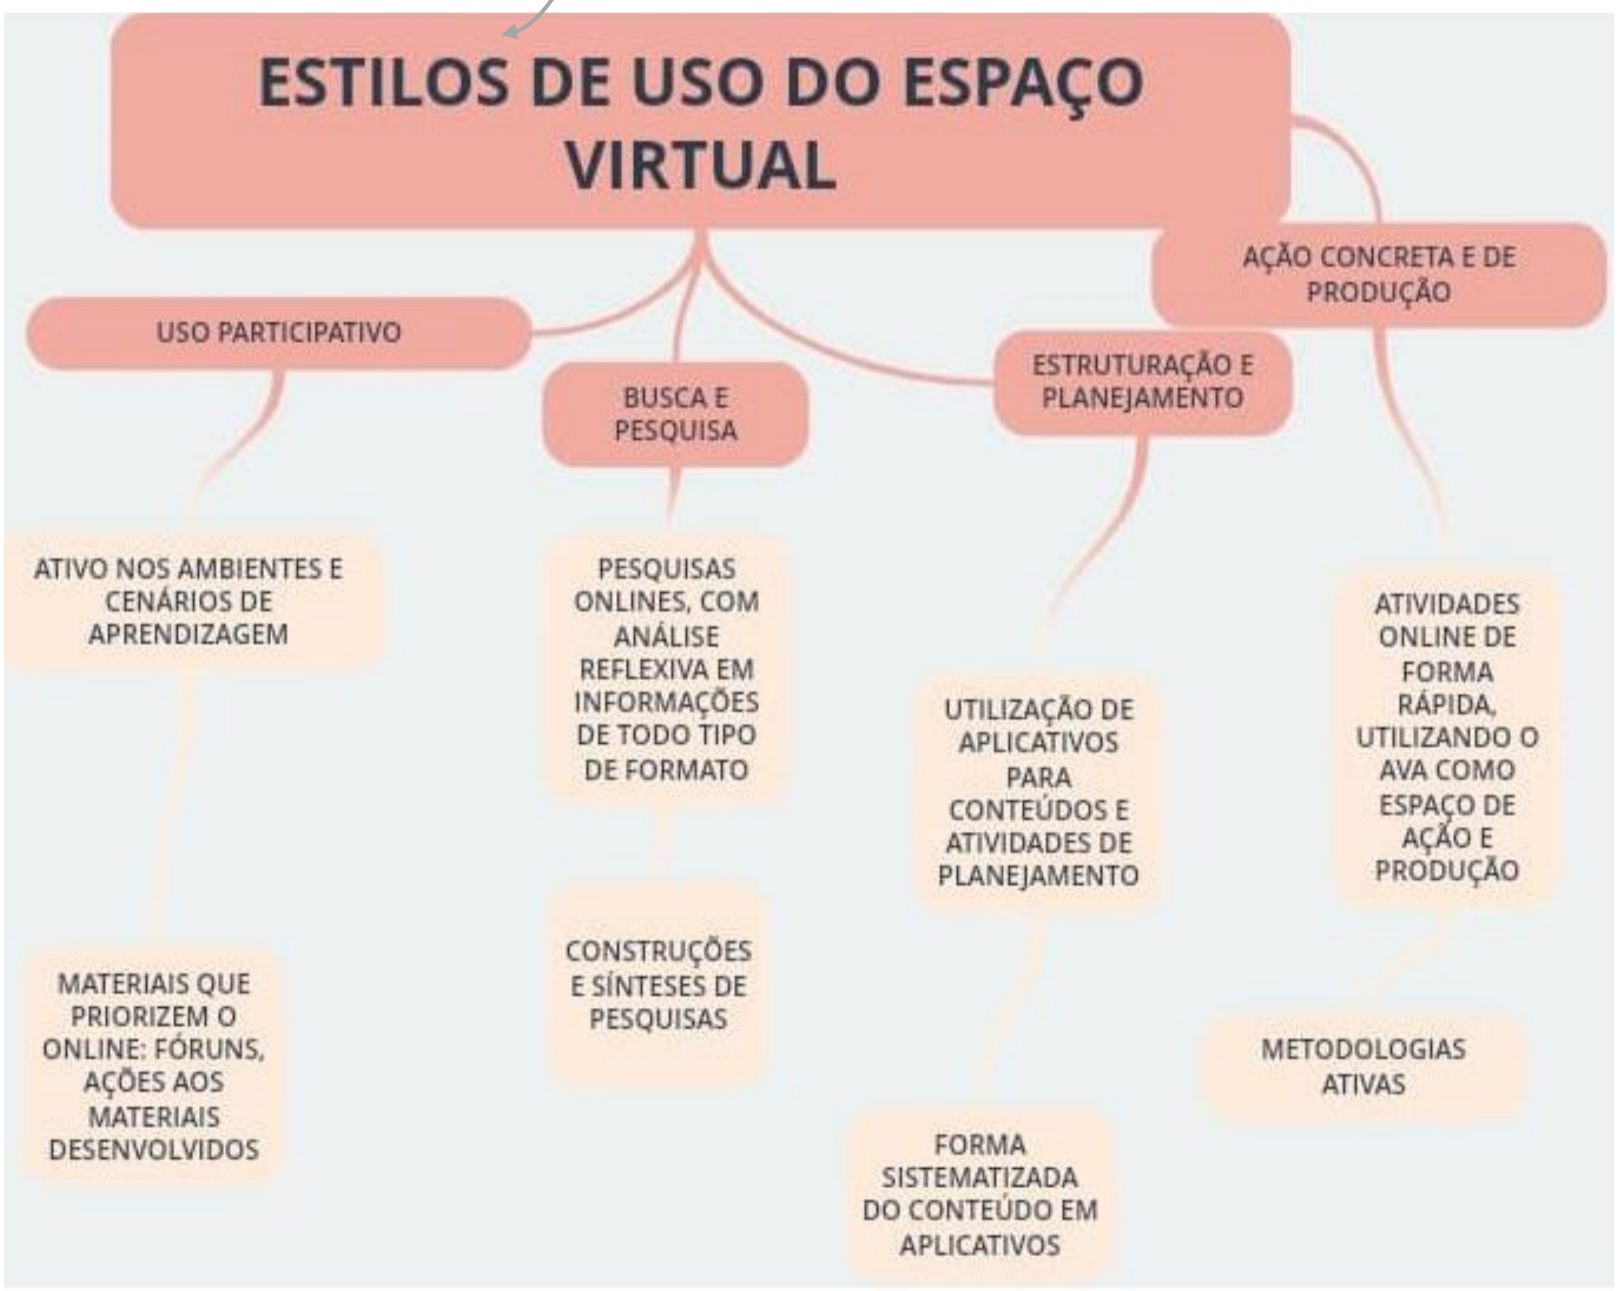 ESTILOS DE USO DO ESPAÇO
VIRTUAL
USO PARTICIPATIVO
ATIVO NOS AMBIENTES E
CENÁRIOS DE
APRENDIZAGEM
MATERIAIS QUE
PRIORIZEM O
ONLINE: FÓRUNS,
AÇÕES AOS
MATERIAIS
DESENVOLVIDOS
BUSCA E
PESQUISA
PESQUISAS
ONLINES, COM
ANÁLISE
REFLEXIVA EM
INFORMAÇÕES
DE TODO TIPO
DE FORMATO
CONSTRUÇÕES
E SÍNTESES DE
PESQUISAS
ESTRUTURAÇÃO E
PLANEJAMENTO
UTILIZAÇÃO DE
APLICATIVOS
PARA
CONTEÚDOS E
ATIVIDADES DE
PLANEJAMENTO
FORMA
SISTEMATIZADA
DO CONTEÚDO EM
APLICATIVOS
AÇÃO CONCRETA E DE
PRODUÇÃO
ATIVIDADES
ONLINE DE
FORMA
RÁPIDA,
UTILIZANDO O
AVA COMO
ESPAÇO DE
AÇÃO E
PRODUÇÃO
METODOLOGIAS
ATIVAS